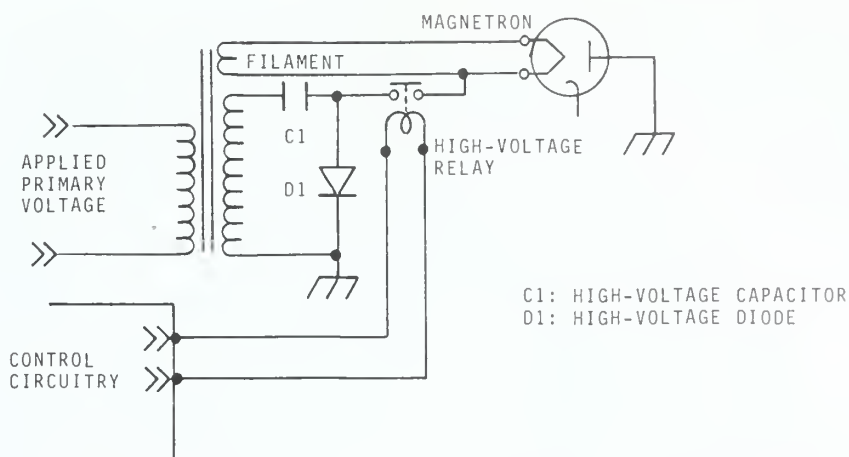 MAGNETRON
FILAMENT
C1
HIGH-VOLTAGE
RELAY
APPLIED
PRIMARY
VOLTAGE
D1
C1: HIGH-VOLTAGE CAPACITOR
D1: HIGH-VOLTAGE DIODE
CONTROL
CIRCUITRY